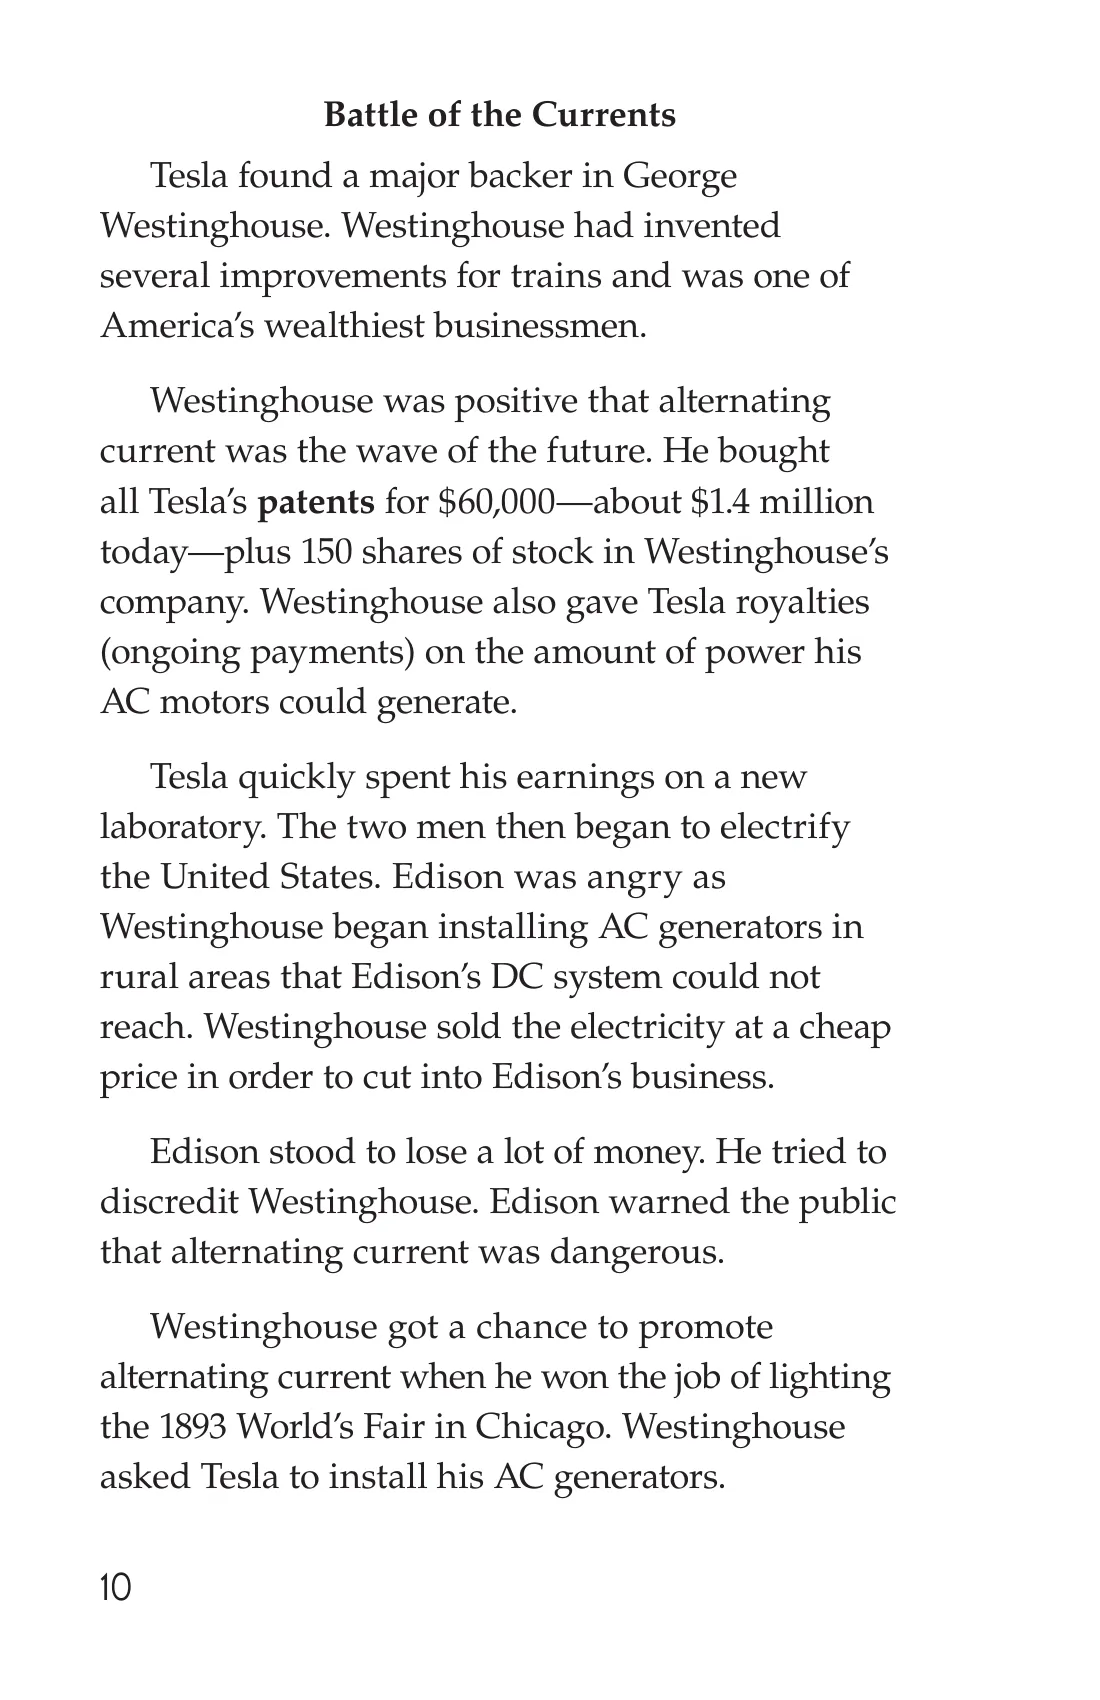 Battle of the Currents
Tesla found a major backer in George
Westinghouse. Westinghouse had invented
several improvements for trains and was one of
America’s wealthiest businessmen.
Westinghouse was positive that alternating
current was the wave of the future. He bought
all Tesla’s patents for $60,000—about $1.4 million
today—plus 150 shares of stock in Westinghouse’s
company. Westinghouse also gave Tesla royalties
(ongoing payments) on the amount of power his
AC motors could generate.
Tesla quickly spent his earnings on a new
laboratory. The two men then began to electrify
the United States. Edison was angry as
Westinghouse began installing AC generators in
rural areas that Edison’s DC system could not
reach. Westinghouse sold the electricity at a cheap
price in order to cut into Edison’s business.
Edison stood to lose a lot of money. He tried to
discredit Westinghouse. Edison warned the public
that alternating current was dangerous.
Westinghouse got a chance to promote
alternating current when he won the job of lighting
the 1893 World’s Fair in Chicago. Westinghouse
asked Tesla to install his AC generators.
10